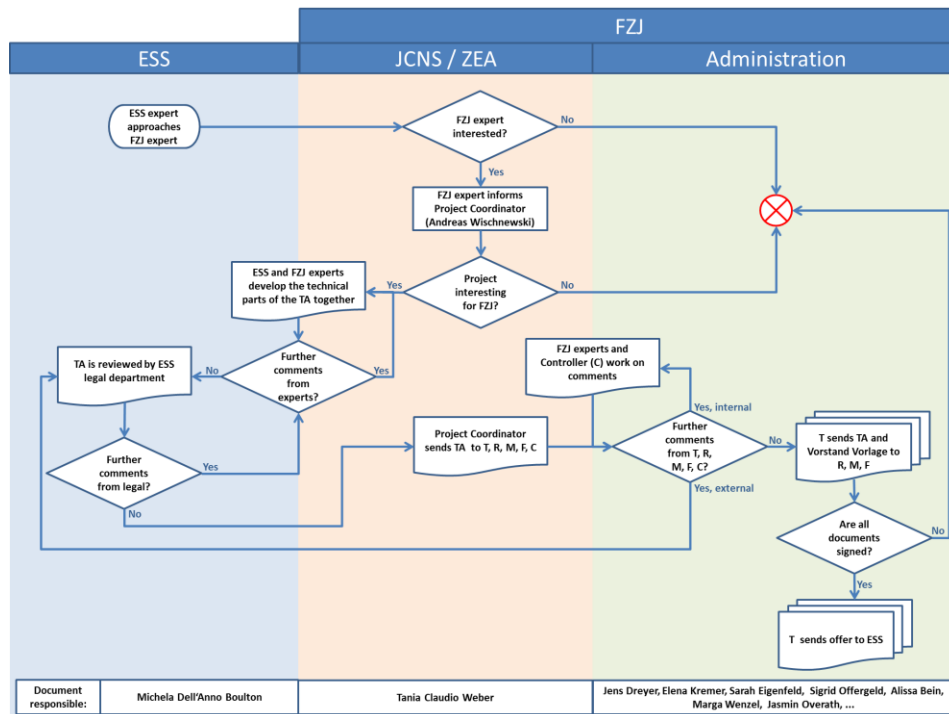 FZJ
ESS
JCNS / ZEA
Administration
ESS expert
approaches
FZJ expert
FZJ expert
interested?
No
Yes
FZJ expert informs
Project Coordinator
(Andreas Wischnewski)
ESS and FZJ experts
develop the technical
parts of the TA together
Yes
Project
interesting
for FZJ?
No
TA is reviewed by ESS
legal department
No
Further
comments
from experts?
Yes
FZJ experts and
Controller (C) work on
comments
Yes, internal
Further
comments
from legal?
Yes
No
Project Coordinator
sends TA to T, R, M, F, C
Further
comments
from T, R,
M, F, C?
No
Yes, external
T sends TA and
Vorstand Vorlage to
R, M, F
Are all
documents
signed?
No
Yes
T sends offer to ESS
Document
responsible:
Michela Dell'Anno Boulton
Tania Claudio Weber
Jens Dreyer, Elena Kremer, Sarah Eigenfeld, Sigrid Offergeld, Alissa Bein,
Marga Wenzel, Jasmin Overath, ...